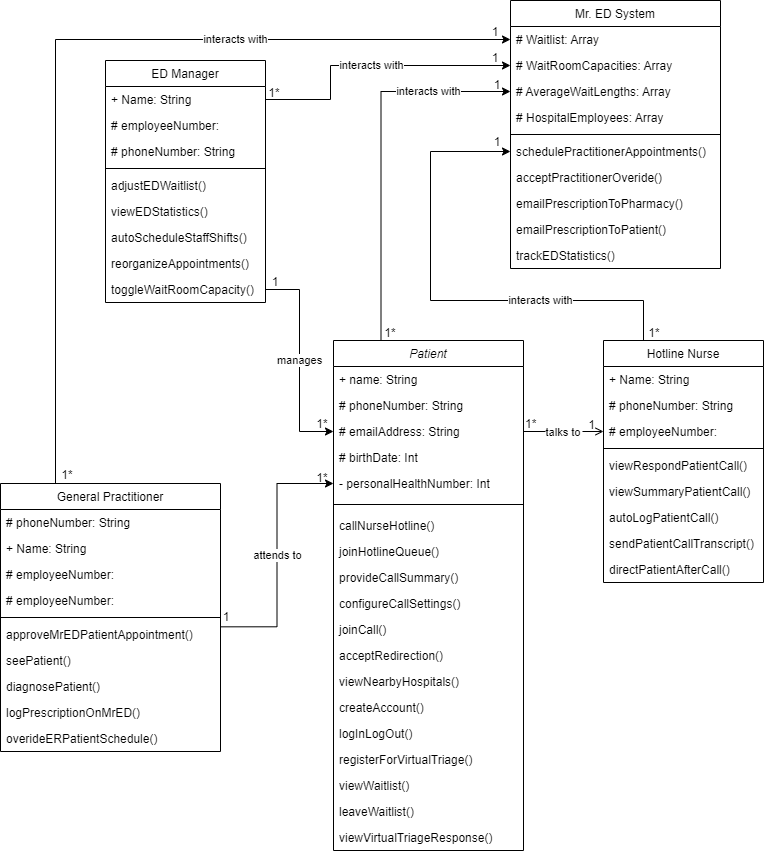 Mr. ED System
# Waitlist: Array
# WaitRoomCapacities: Array
# AverageWaitLengths: Array
# HospitalEmployees: Array
schedulePractitionerAppointments()
acceptPractitionerOveride()
emailPrescriptionToPharmacy()
emailPrescriptionToPatient()
trackEDStatistics()
interacts with
1
interacts with
1
1*
interacts with
1
1
ED Manager
+ Name: String
# employeeNumber:
# phoneNumber: String
adjustEDWaitlist()
viewEDStatistics()
autoScheduleStaffShifts()
reorganizeAppointments()
toggleWaitRoomCapacity()
1
manages
1*
interacts with
1*
1*
Patient
+ name: String
# phoneNumber: String
# emailAddress: String
# birthDate: Int
- personalHealthNumber: Int
callNurseHotline()
joinHotlineQueue()
provideCallSummary()
configureCallSettings()
joinCall()
acceptRedirection()
viewNearbyHospitals()
createAccount()
logInLogOut()
registerForVirtualTriage()
viewWaitlist()
leaveWaitlist()
viewVirtualTriageResponse()
1*
talks to
1
Hotline Nurse
+ Name: String
# phoneNumber: String
# employeeNumber:
viewRespondPatientCall()
viewSummaryPatientCall()
autoLogPatientCall()
sendPatientCallTranscript()
directPatientAfterCall()
1*
General Practitioner
# phoneNumber: String
+ Name: String
# employeeNumber:
# employeeNumber:
approveMrEDPatientAppointment()
seePatient()
diagnosePatient()
logPrescriptionOnMrED()
overideERPatientSchedule()
1
attends to
1*